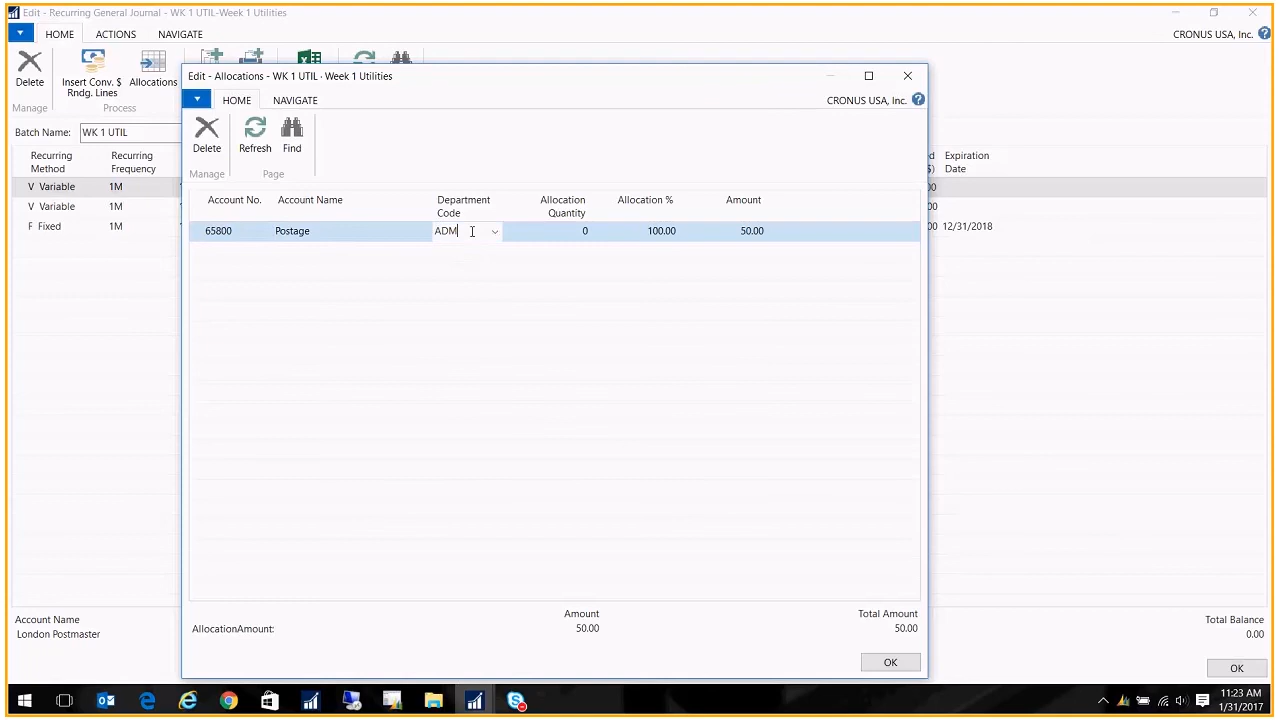 Edit - Recurring General Journal - WK 1 UTIL-Week 1 Utilities
HOME ACTIONS NAVIGATE CRONUS USA, Inc.
Delete
Insert Conv. $
Rndg. Lines
Allocations
Manage Process
Batch Name: WK 1 UTIL
Recurring
Method
Recurring
Frequency
Expiration
Date
V Variable 1M
V Variable 1M
F Fixed 1M 12/31/2018
Edit - Allocations - WK 1 UTIL · Week 1 Utilities
HOME NAVIGATE CRONUS USA, Inc.
Delete Refresh Find
Manage Page
Account No. Account Name
Department
Code
Allocation
Quantity
Allocation % Amount
65800 Postage ADM 0 100.00 50.00
Amount Total Amount
AllocationAmount: 50.00 50.00
OK
Account Name
London Postmaster
Total Balance
0.00
OK
11:23 AM
1/31/2017